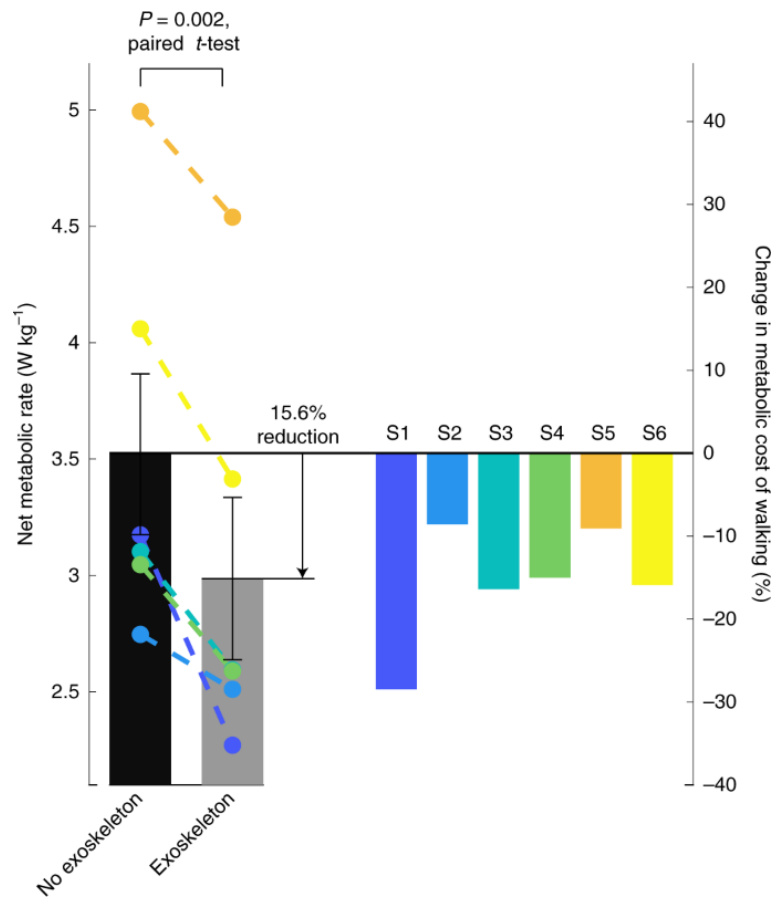 P = 0.002,
paired t-test
Net metabolic rate (W kg⁻¹)
5
4.5
4
3.5
3
2.5
No exoskeleton
Exoskeleton
15.6%
reduction
S1 S2 S3 S4 S5 S6
40
30
20
10
0
–10
–20
–30
–40
Change in metabolic cost of walking (%)